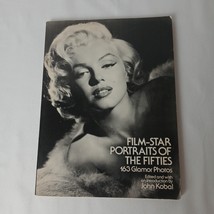 FILM-STAR
PORTRAITS OF
THE FIFTIES
163 Glamor Photos
Edited and with
an Introduction by
John Kobal